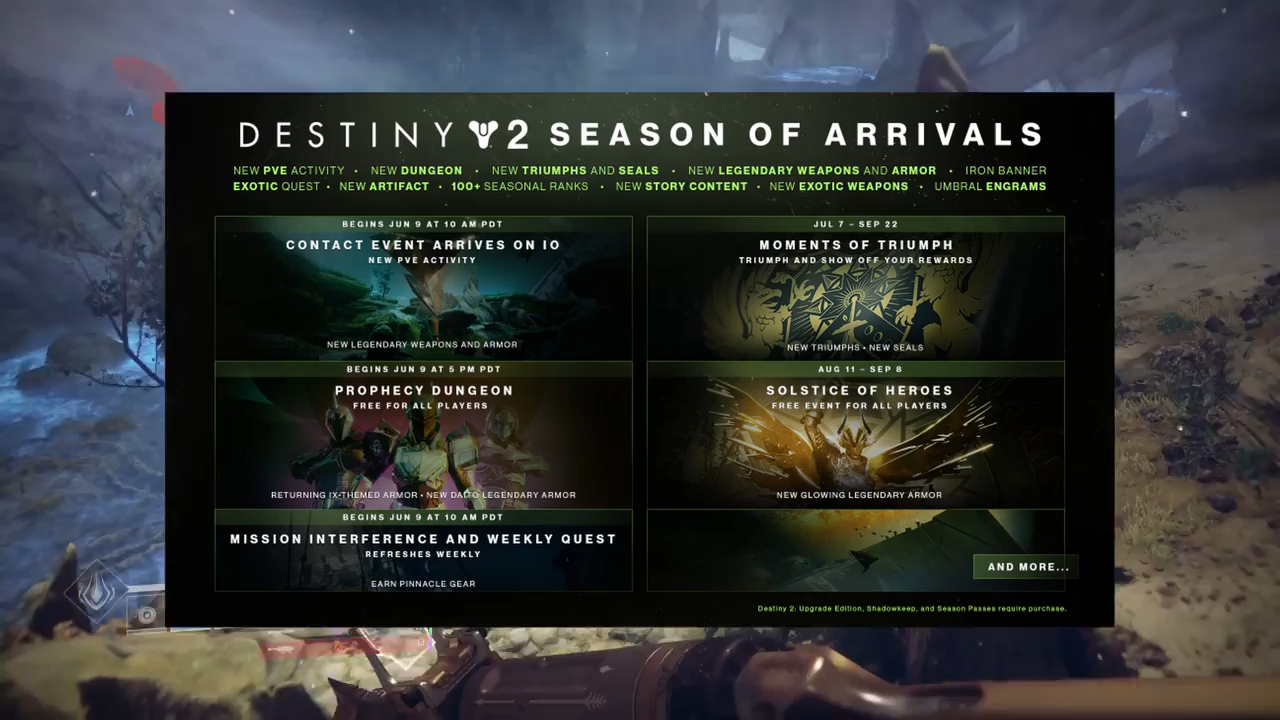 DESTINY 2 SEASON OF ARRIVALS
NEW PVE ACTIVITY • NEW DUNGEON • NEW TRIUMPHS AND SEALS • NEW LEGENDARY WEAPONS AND ARMOR • IRON BANNER
EXOTIC QUEST • NEW ARTIFACT • 100+ SEASONAL RANKS • NEW STORY CONTENT • NEW EXOTIC WEAPONS • UMBRAL ENGRAMS
BEGINS JUN 9 AT 10 AM PDT
CONTACT EVENT ARRIVES ON IO
NEW PVE ACTIVITY
NEW LEGENDARY WEAPONS AND ARMOR
BEGINS JUN 9 AT 5 PM PDT
PROPHECY DUNGEON
FREE FOR ALL PLAYERS
RETURNING IX-THEMED ARMOR • NEW DAITO LEGENDARY ARMOR
BEGINS JUN 9 AT 10 AM PDT
MISSION INTERFERENCE AND WEEKLY QUEST
REFRESHES WEEKLY
EARN PINNACLE GEAR
JUL 7 – SEP 22
MOMENTS OF TRIUMPH
TRIUMPH AND SHOW OFF YOUR REWARDS
NEW TRIUMPHS • NEW SEALS
AUG 11 – SEP 8
SOLSTICE OF HEROES
FREE EVENT FOR ALL PLAYERS
NEW GLOWING LEGENDARY ARMOR
AND MORE...
Destiny 2: Upgrade Edition, Shadowkeep, and Season Passes require purchase.